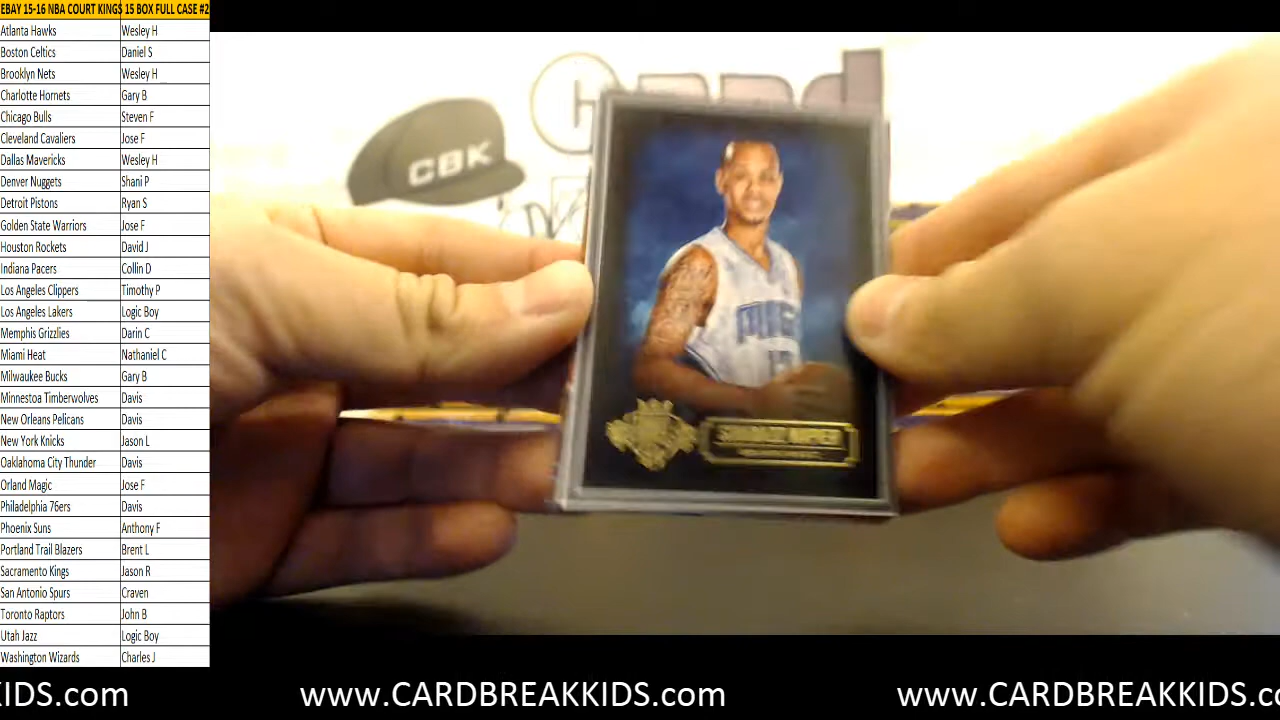 EBAY 15-16 NBA COURT KINGS 15 BOX FULL CASE #2
Atlanta Hawks Wesley H
Boston Celtics Daniel S
Brooklyn Nets Wesley H
Charlotte Hornets Gary B
Chicago Bulls Steven F
Cleveland Cavaliers Jose F
Dallas Mavericks Wesley H
Denver Nuggets Shani P
Detroit Pistons Ryan S
Golden State Warriors Jose F
Houston Rockets David J
Indiana Pacers Collin D
Los Angeles Clippers Timothy P
Los Angeles Lakers Logic Boy
Memphis Grizzlies Darin C
Miami Heat Nathaniel C
Milwaukee Bucks Gary B
Minnestoa Timberwolves Davis
New Orleans Pelicans Davis
New York Knicks Jason L
Oaklahoma City Thunder Davis
Orland Magic Jose F
Philadelphia 76ers Davis
Phoenix Suns Anthony F
Portland Trail Blazers Brent L
Sacramento Kings Jason R
San Antonio Spurs Craven
Toronto Raptors John B
Utah Jazz Logic Boy
Washington Wizards Charles J
Card
CBK
KIDS.com www.CARDBREAKKIDS.com www.CARDBREAKKIDS.co